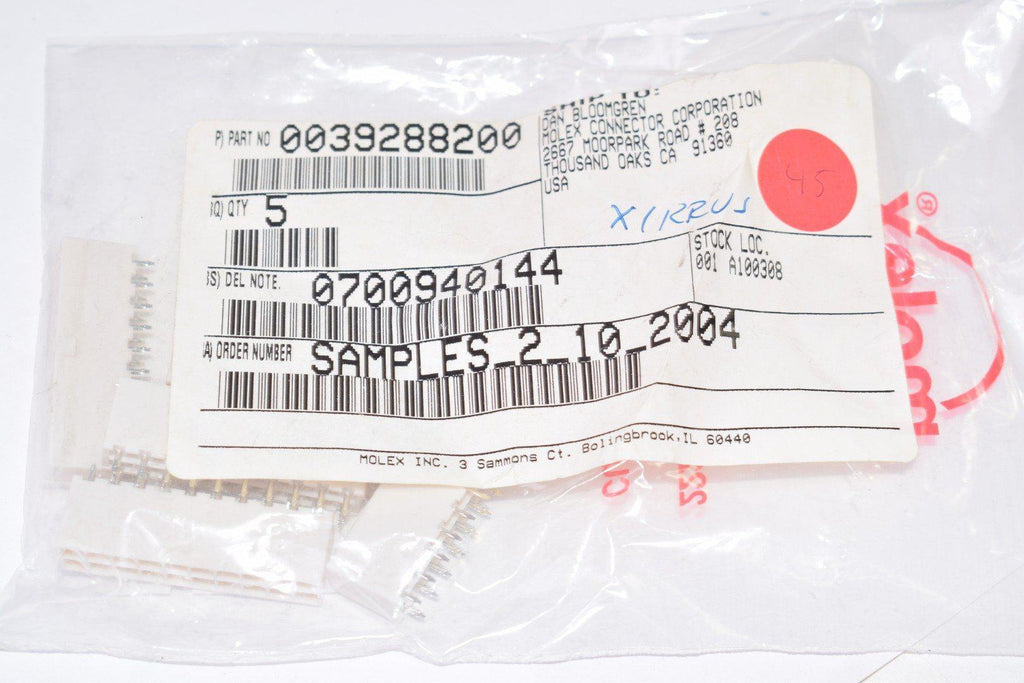 SHIP TO:
DAN BLOOMGREN
MOLEX CONNECTOR CORPORATION
2667 MOORPARK ROAD # 208
THOUSAND OAKS CA 91360
USA
P) PART NO 0039288200
(Q) QTY 5
XIRRUS
45
STOCK LOC.
001 A100308
(3S) DEL NOTE. 0700940144
(A) ORDER NUMBER SAMPLES_2_10_2004
MOLEX INC. 3 Sammons Ct. Bolingbrook,IL 60440
molex®